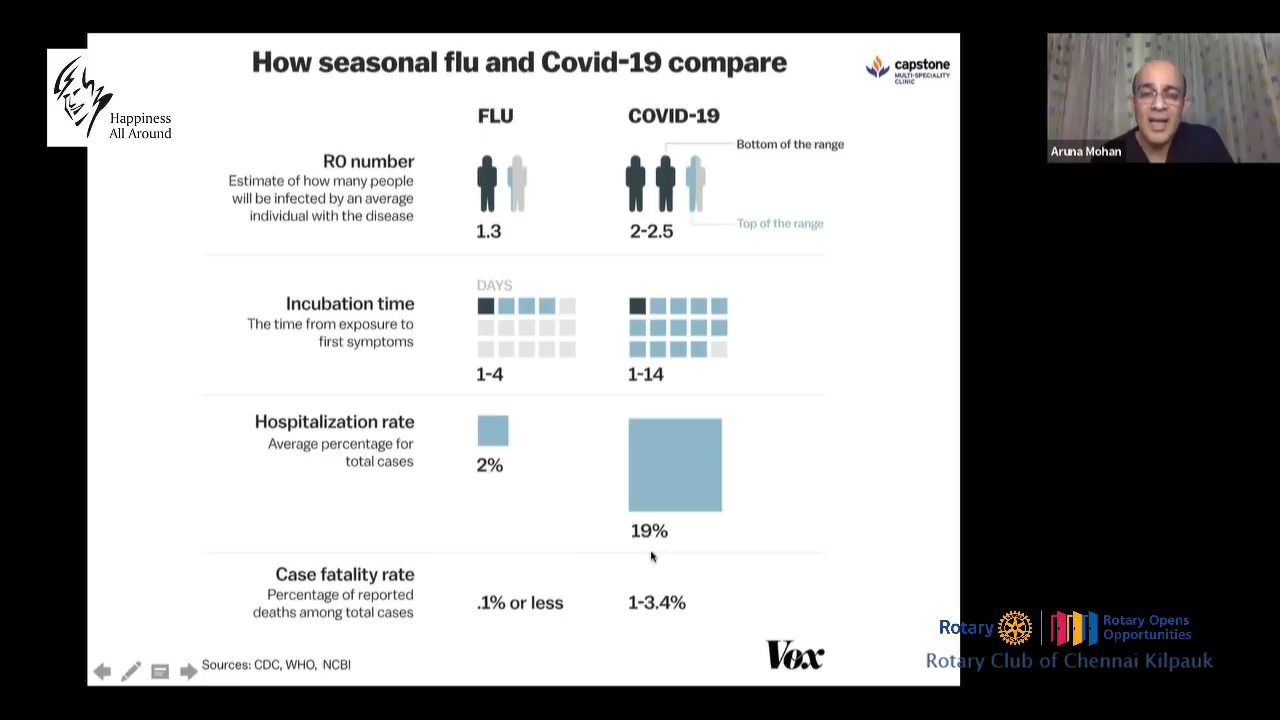 How seasonal flu and Covid-19 compare
capstone
MULTI-SPECIALITY
CLINIC
Happiness
All Around
FLU
COVID-19
R0 number
Estimate of how many people
will be infected by an average
individual with the disease
1.3
2-2.5
Bottom of the range
Top of the range
Incubation time
The time from exposure to
first symptoms
DAYS
1-4
1-14
Hospitalization rate
Average percentage for
total cases
2%
19%
Case fatality rate
Percentage of reported
deaths among total cases
.1% or less
1-3.4%
Sources: CDC, WHO, NCBI
Vox
Aruna Mohan
Rotary
Rotary Opens
Opportunities
Rotary Club of Chennai Kilpauk